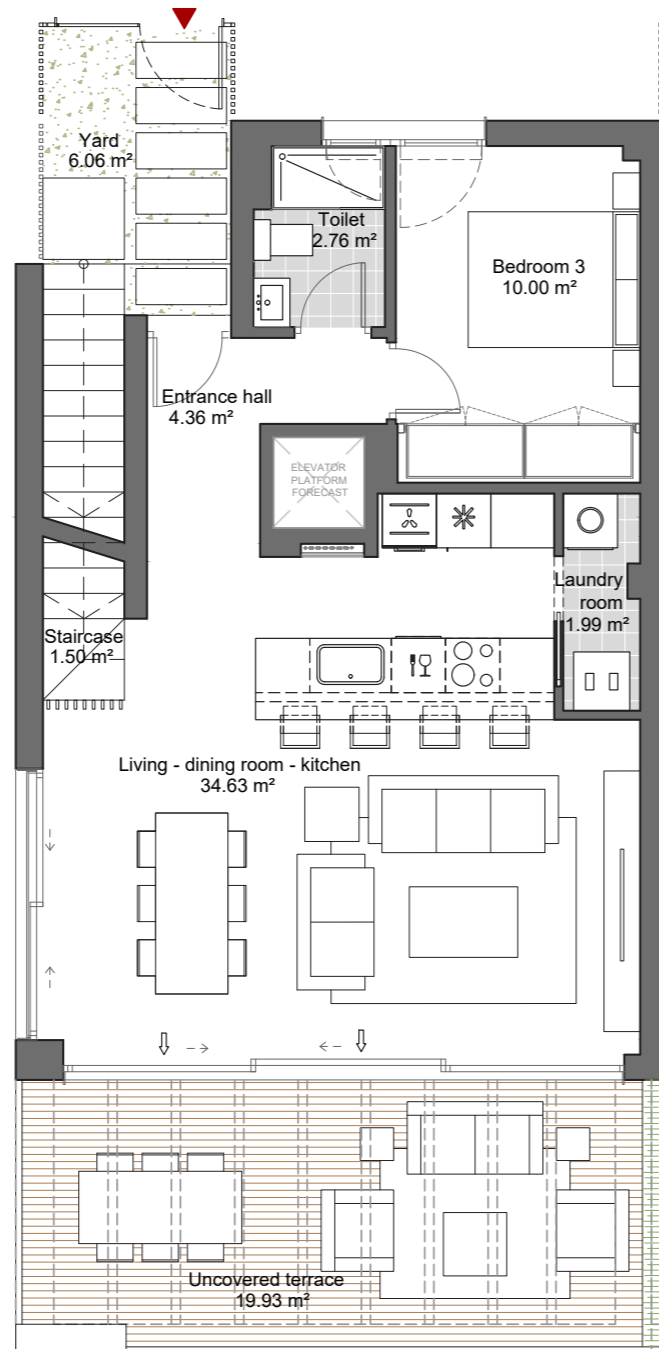 Yard
6.06 m²
Toilet
2.76 m²
Bedroom 3
10.00 m²
Entrance hall
4.36 m²
ELEVATOR
PLATFORM
FORECAST
Laundry
room
1.99 m²
Staircase
1.50 m²
Living - dining room - kitchen
34.63 m²
Uncovered terrace
19.93 m²